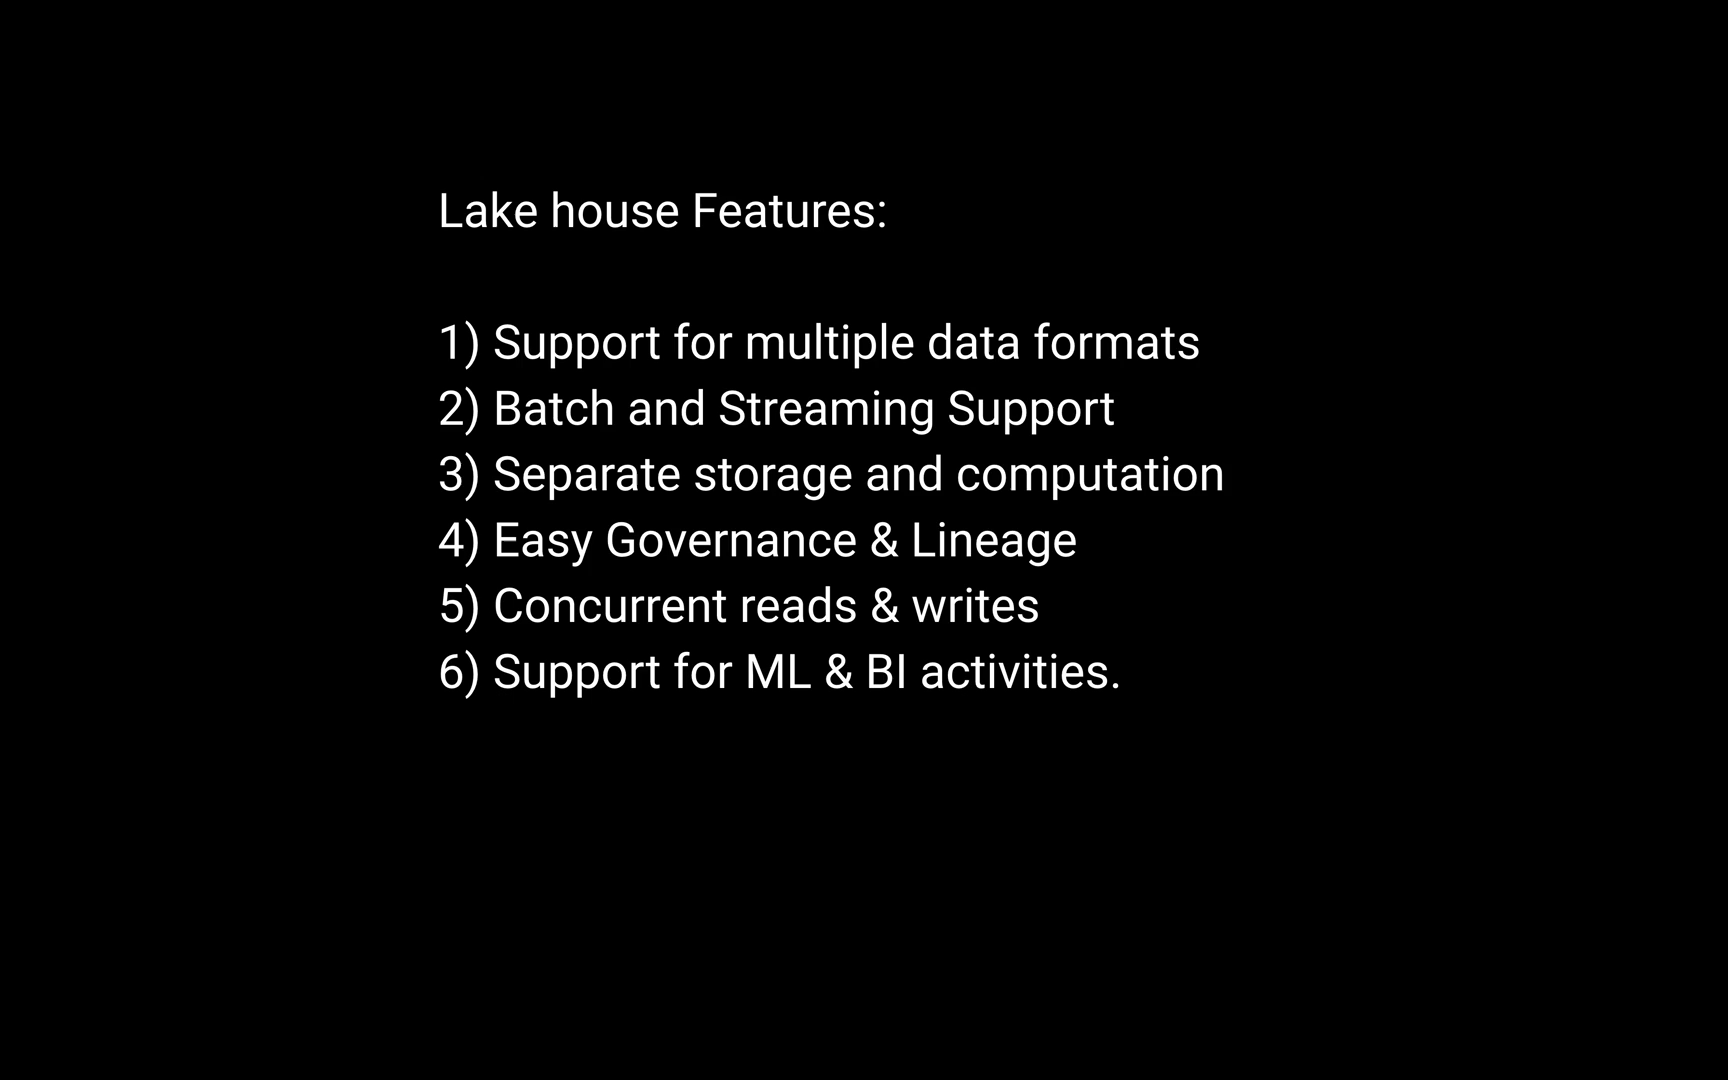 Lake house Features:
1) Support for multiple data formats
2) Batch and Streaming Support
3) Separate storage and computation
4) Easy Governance & Lineage
5) Concurrent reads & writes
6) Support for ML & BI activities.